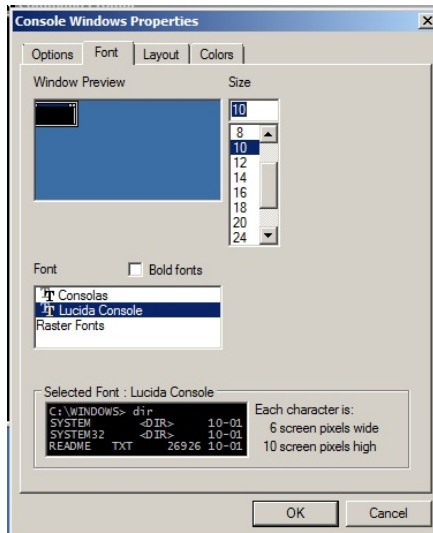 Console Windows Properties
Options Font Layout Colors
Window Preview
Size
10
8
10
12
14
16
18
20
24
Font
Bold fonts
Consolas
Lucida Console
Raster Fonts
Selected Font : Lucida Console
C:\WINDOWS> dir
SYSTEM <DIR> 10-01
SYSTEM32 <DIR> 10-01
README TXT 26926 10-01
Each character is:
6 screen pixels wide
10 screen pixels high
OK Cancel